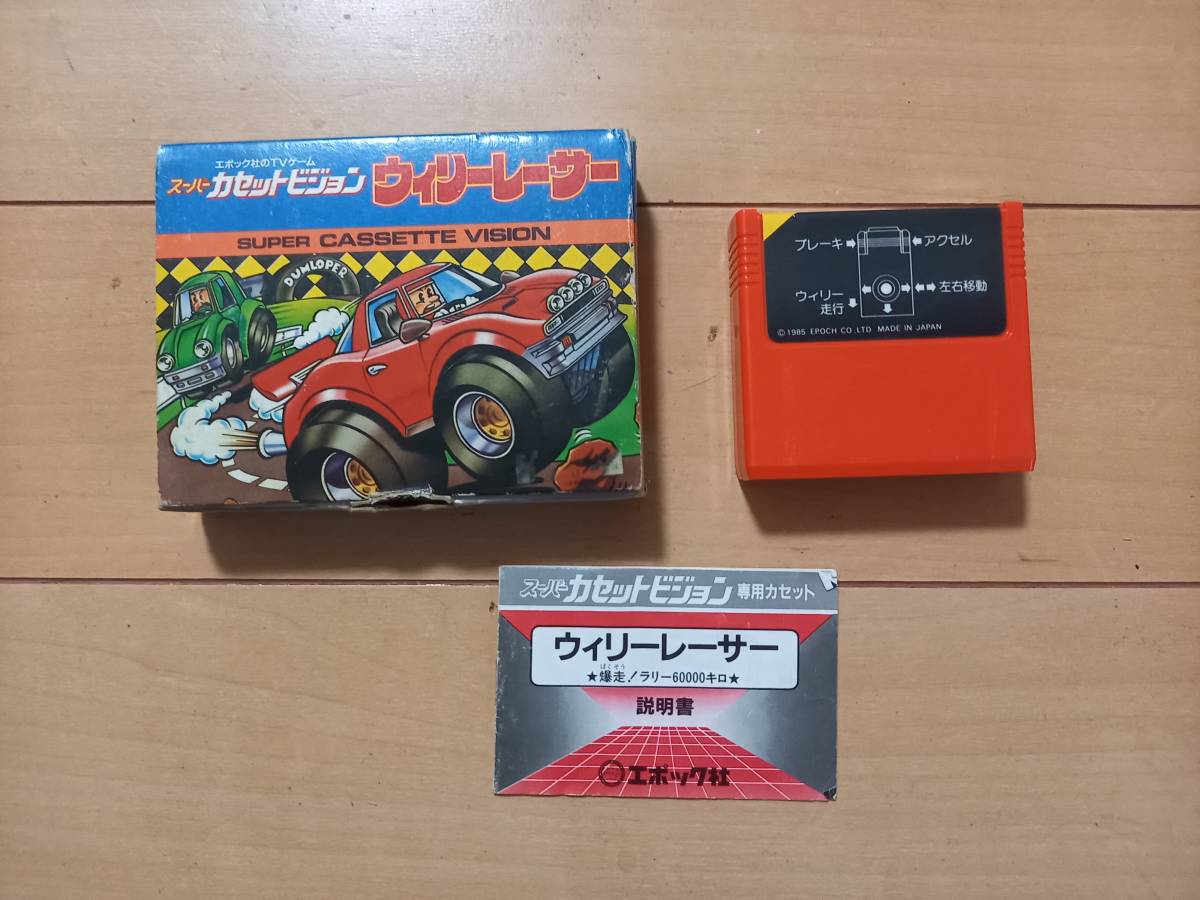 エポック社のTVゲーム
スーパー カセットビジョン ウィリーレーサー
SUPER CASSETTE VISION
DUMLOPER
ブレーキ
アクセル
ウィリー
走行
左右移動
© 1985 EPOCH CO.,LTD MADE IN JAPAN
スーパー カセットビジョン 専用カセット
ウィリーレーサー
ばくそう
★爆走!ラリー60000キロ★
説明書
エポック社